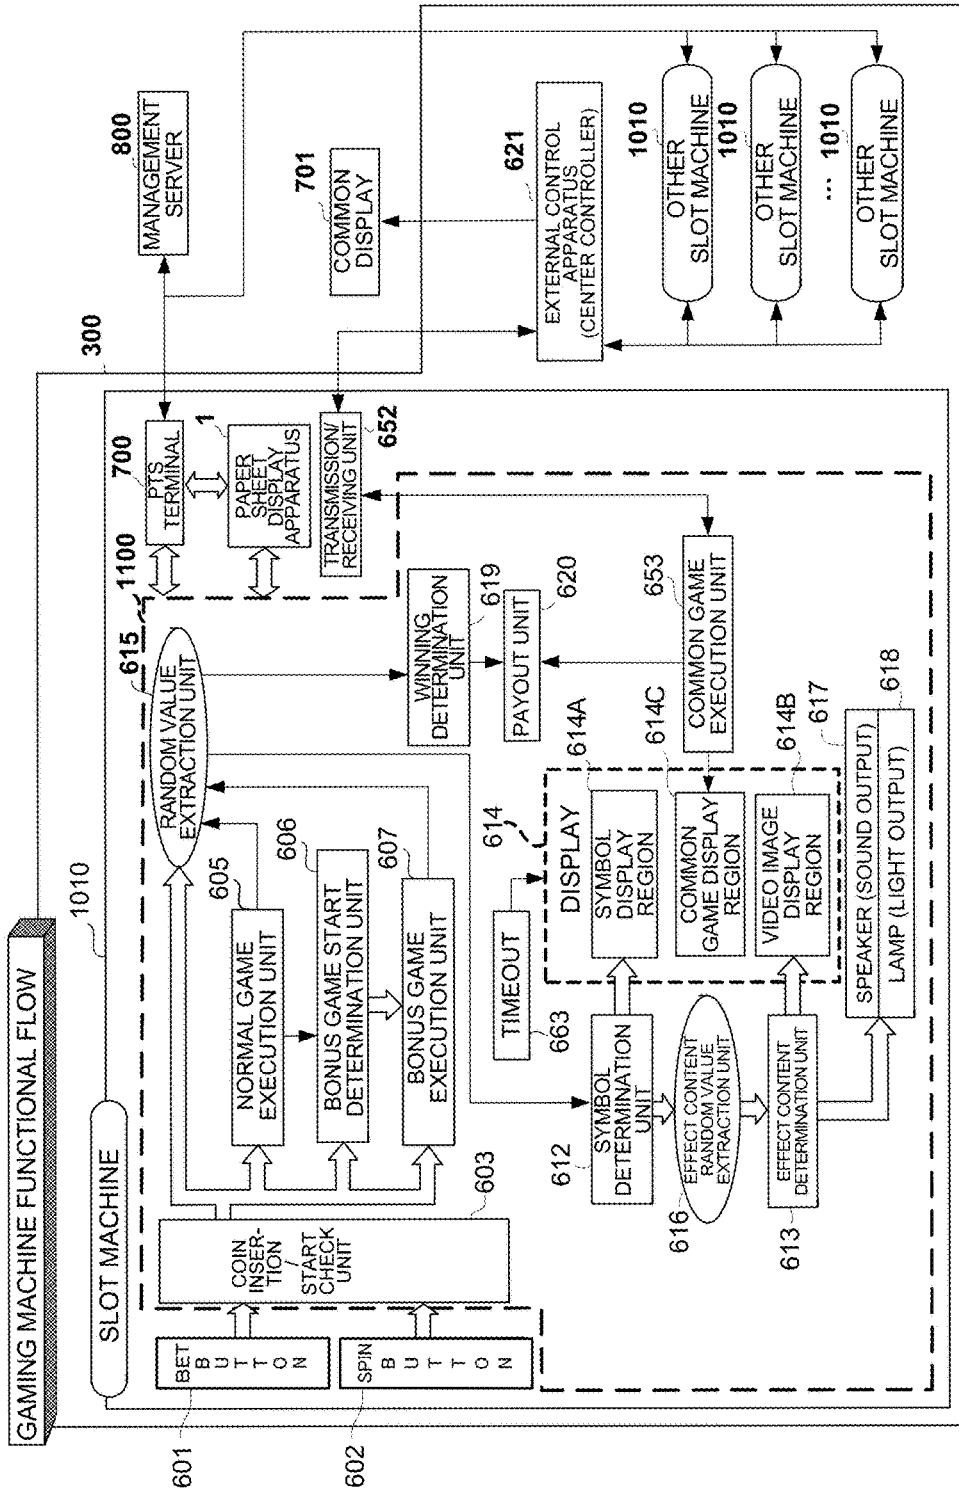 GAMING MACHINE FUNCTIONAL FLOW
300
SLOT MACHINE
1010
800
MANAGEMENT
SERVER
701
COMMON
DISPLAY
621
EXTERNAL CONTROL
APPARATUS
(CENTER CONTROLLER)
1010
OTHER
SLOT MACHINE
1010
OTHER
SLOT MACHINE
...
1010
OTHER
SLOT MACHINE
700
PTS
TERMINAL
1
PAPER
SHEET
DISPLAY
APPARATUS
652
TRANSMISSION/
RECEIVING UNIT
1100
601
BET
BUTTON
602
SPIN
BUTTON
603
COIN
INSER-
TION
/
START
CHECK
UNIT
615
RANDOM VALUE
EXTRACTION UNIT
605
NORMAL GAME
EXECUTION UNIT
606
BONUS GAME START
DETERMINATION UNIT
607
BONUS GAME
EXECUTION UNIT
619
WINNING
DETERMINATION
UNIT
620
PAYOUT UNIT
653
COMMON GAME
EXECUTION UNIT
663
TIMEOUT
614
DISPLAY
614A
SYMBOL
DISPLAY
REGION
614C
COMMON
GAME DISPLAY
REGION
614B
VIDEO IMAGE
DISPLAY
REGION
612
SYMBOL
DETERMINATION
UNIT
616
EFFECT CONTENT
RANDOM VALUE
EXTRACTION UNIT
613
EFFECT CONTENT
DETERMINATION UNIT
617
SPEAKER (SOUND OUTPUT)
618
LAMP (LIGHT OUTPUT)